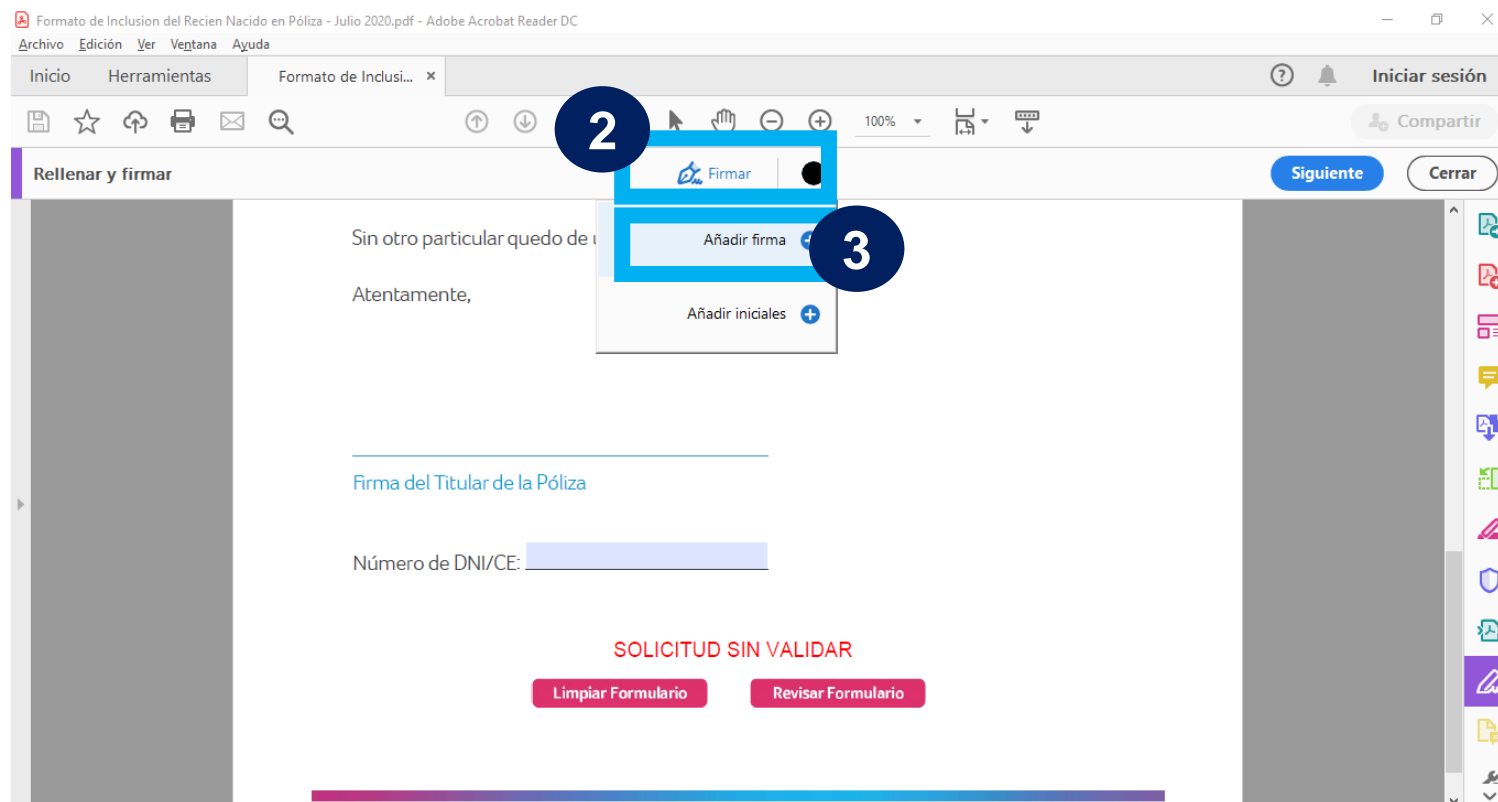 Formato de Inclusion del Recien Nacido en Póliza - Julio 2020.pdf - Adobe Acrobat Reader DC
Archivo Edición Ver Ventana Ayuda
Inicio Herramientas Formato de Inclusi... × Iniciar sesión
2 100% Compartir
Rellenar y firmar Firmar Siguiente Cerrar
Sin otro particular quedo de Añadir firma 3
Atentamente, Añadir iniciales
Firma del Titular de la Póliza
Número de DNI/CE:
SOLICITUD SIN VALIDAR
Limpiar Formulario Revisar Formulario